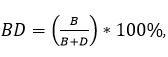 BD = (B/(B+D)) * 100%,